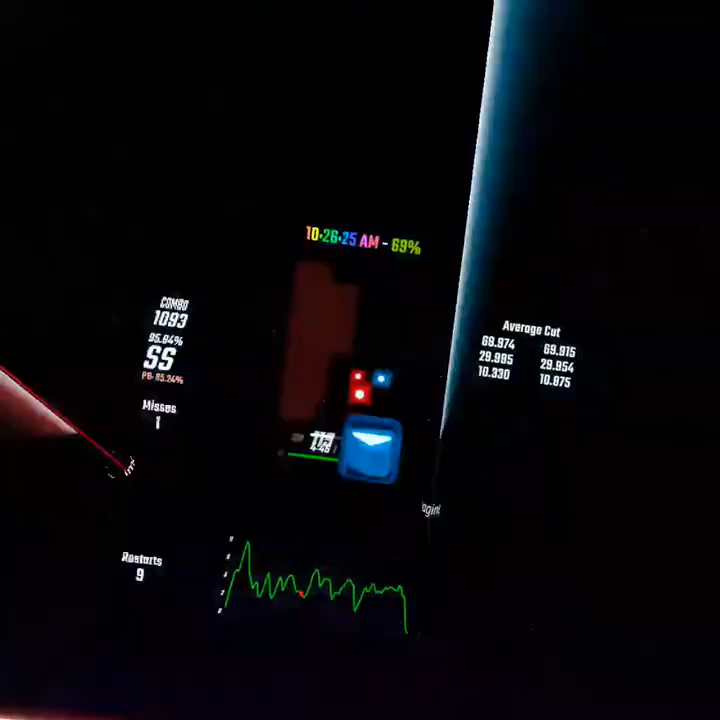 10:26:25 AM - 69%
COMBO
1093
95.84%
SS
PB: 95.24%
Misses
1
Average Cut
69.974 69.915
29.985 29.954
10.330 10.875
Restarts
9